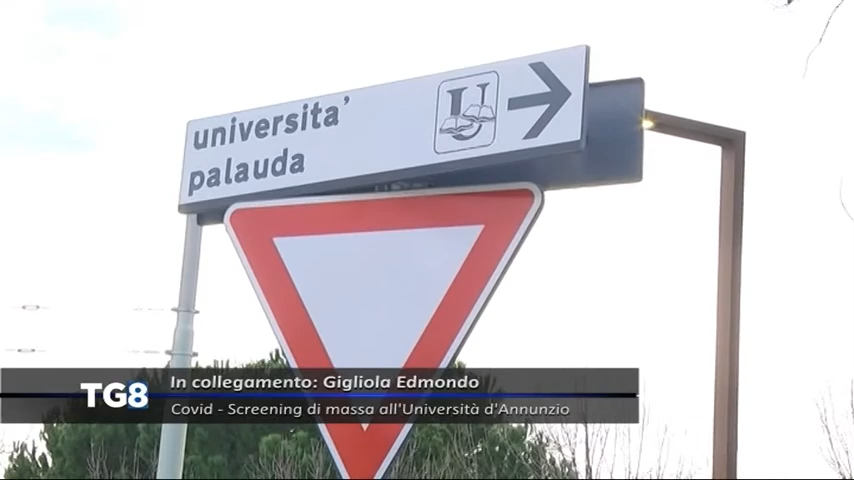 universita'
palauda
U
In collegamento: Gigliola Edmondo
TG8
Covid - Screening di massa all'Università d'Annunzio